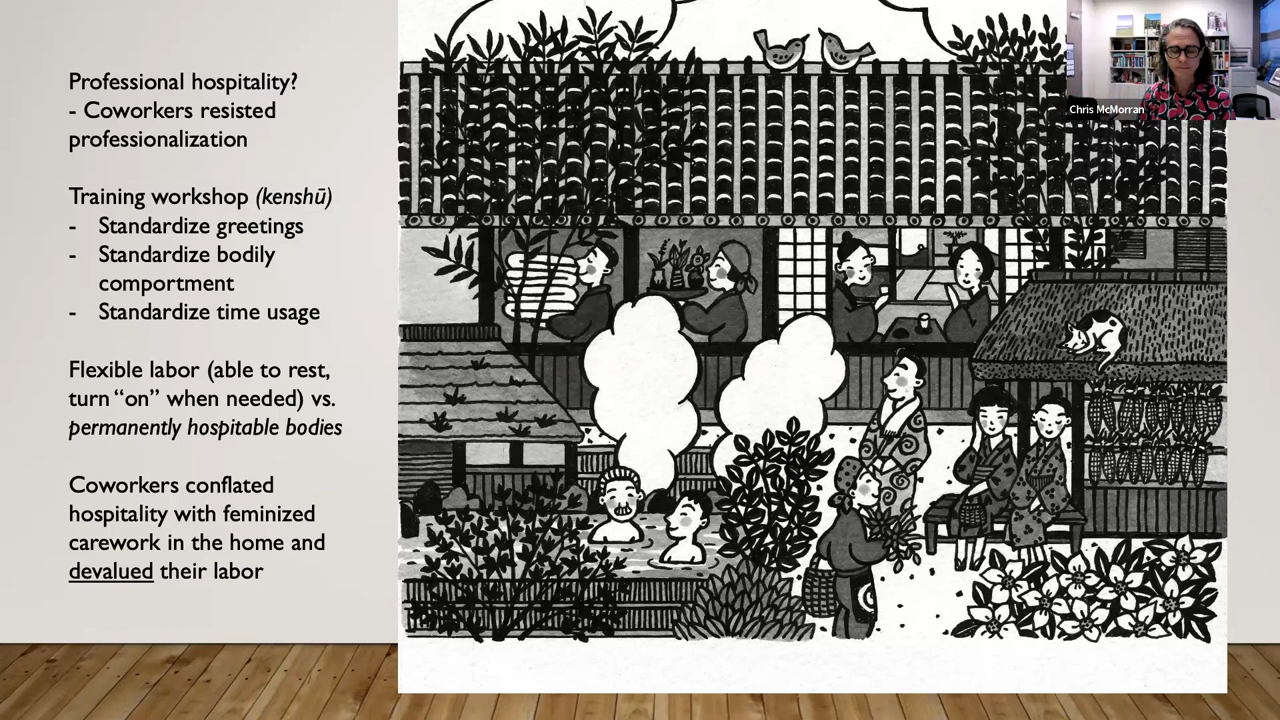 Professional hospitality?
- Coworkers resisted
professionalization
Training workshop (kenshū)
- Standardize greetings
- Standardize bodily
comportment
- Standardize time usage
Flexible labor (able to rest,
turn “on” when needed) vs.
permanently hospitable bodies
Coworkers conflated
hospitality with feminized
carework in the home and
devalued their labor
Chris McMorran